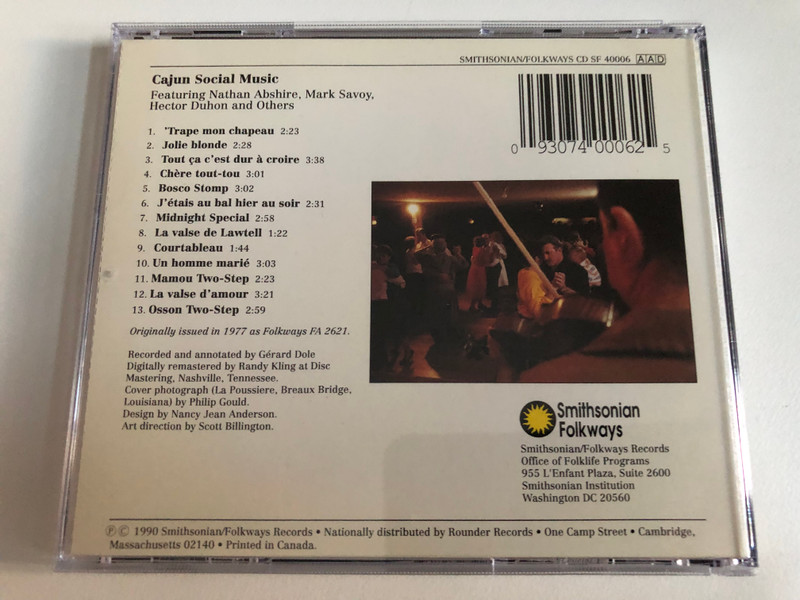 SMITHSONIAN/FOLKWAYS CD SF 40006 AAD
Cajun Social Music
Featuring Nathan Abshire, Mark Savoy,
Hector Duhon and Others
1. 'Trape mon chapeau 2:23
2. Jolie blonde 2:28
3. Tout ça c'est dur à croire 3:38
4. Chère tout-tou 3:01
5. Bosco Stomp 3:02
6. J'étais au bal hier au soir 2:31
7. Midnight Special 2:58
8. La valse de Lawtell 1:22
9. Courtableau 1:44
10. Un homme marié 3:03
11. Mamou Two-Step 2:23
12. La valse d'amour 3:21
13. Osson Two-Step 2:59
Originally issued in 1977 as Folkways FA 2621.
Recorded and annotated by Gérard Dole
Digitally remastered by Randy Kling at Disc
Mastering, Nashville, Tennessee.
Cover photograph (La Poussiere, Breaux Bridge,
Louisiana) by Philip Gould.
Design by Nancy Jean Anderson.
Art direction by Scott Billington.
0 93074 00062 5
Smithsonian
Folkways
Smithsonian/Folkways Records
Office of Folklife Programs
955 L'Enfant Plaza, Suite 2600
Smithsonian Institution
Washington DC 20560
Ⓟ © 1990 Smithsonian/Folkways Records • Nationally distributed by Rounder Records • One Camp Street • Cambridge,
Massachusetts 02140 • Printed in Canada.